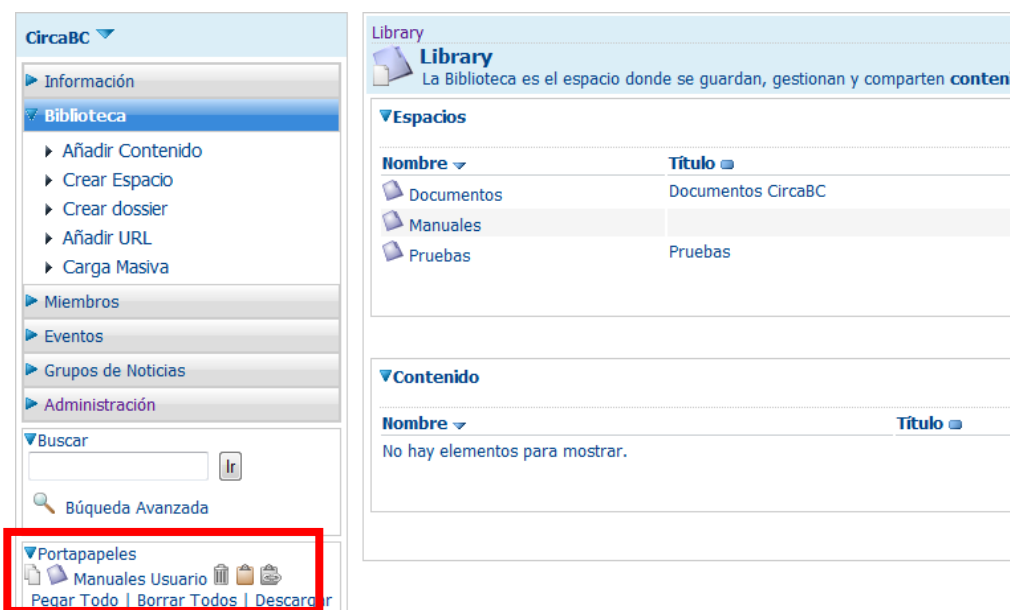 CircaBC
Información
Biblioteca
Añadir Contenido
Crear Espacio
Crear dossier
Añadir URL
Carga Masiva
Miembros
Eventos
Grupos de Noticias
Administración
Buscar
Ir
Búqueda Avanzada
Portapapeles
Manuales Usuario
Pegar Todo | Borrar Todos | Descargar
Library
Library
La Biblioteca es el espacio donde se guardan, gestionan y comparten conteni
Espacios
Nombre Título
Documentos Documentos CircaBC
Manuales
Pruebas Pruebas
Contenido
Nombre Título
No hay elementos para mostrar.